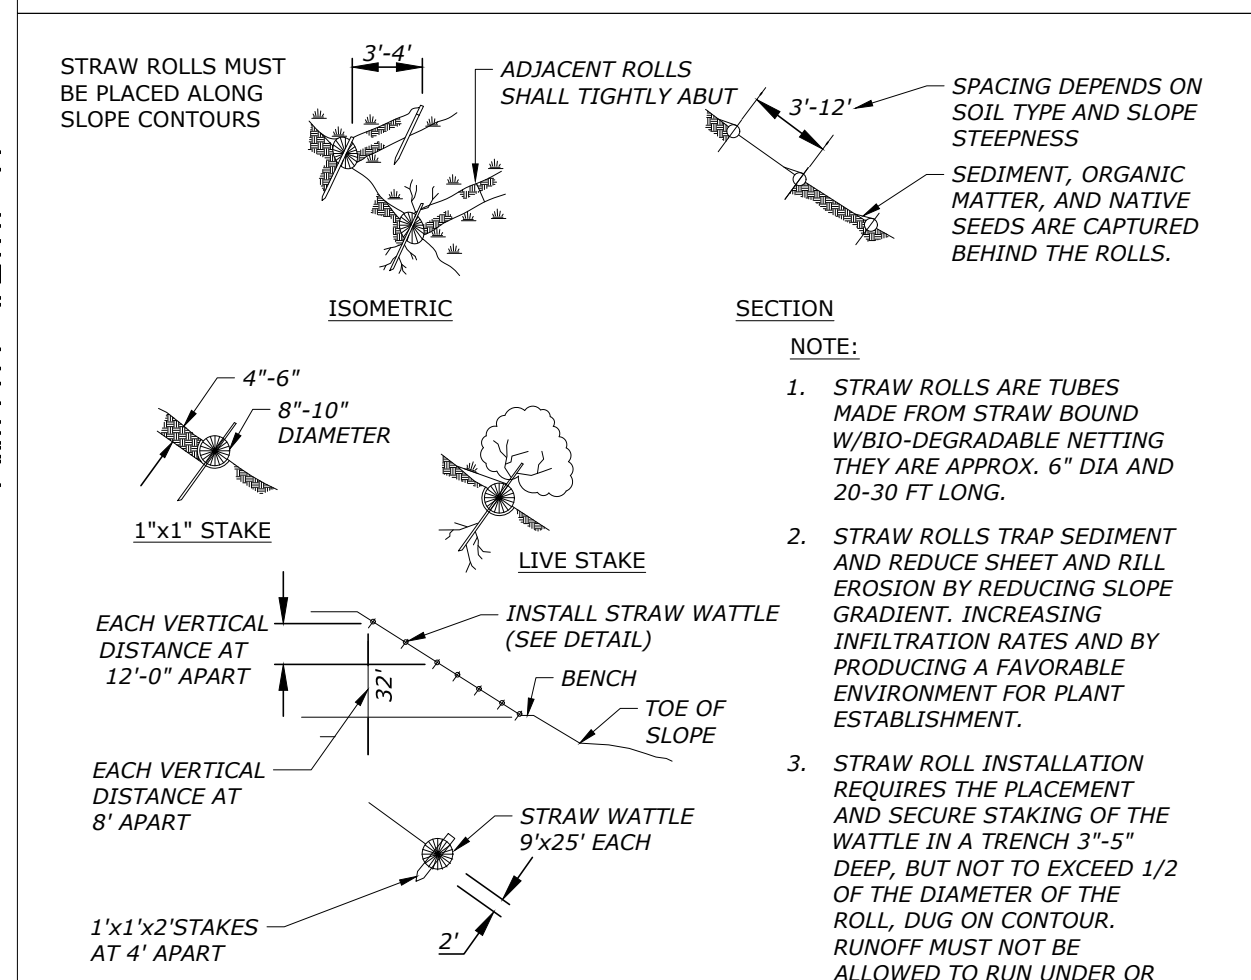 STRAW ROLLS MUST
BE PLACED ALONG
SLOPE CONTOURS
3'-4'
ADJACENT ROLLS
SHALL TIGHTLY ABUT
3'-12'
SPACING DEPENDS ON
SOIL TYPE AND SLOPE
STEEPNESS
SEDIMENT, ORGANIC
MATTER, AND NATIVE
SEEDS ARE CAPTURED
BEHIND THE ROLLS.
ISOMETRIC
SECTION
4"-6"
8"-10"
DIAMETER
1"x1" STAKE
LIVE STAKE
EACH VERTICAL
DISTANCE AT
12'-0" APART
INSTALL STRAW WATTLE
(SEE DETAIL)
32'
BENCH
TOE OF
SLOPE
EACH VERTICAL
DISTANCE AT
8' APART
STRAW WATTLE
9'x25' EACH
1'x1'x2'STAKES
AT 4' APART
2'
NOTE:
1. STRAW ROLLS ARE TUBES
MADE FROM STRAW BOUND
W/BIO-DEGRADABLE NETTING
THEY ARE APPROX. 6" DIA AND
20-30 FT LONG.
2. STRAW ROLLS TRAP SEDIMENT
AND REDUCE SHEET AND RILL
EROSION BY REDUCING SLOPE
GRADIENT. INCREASING
INFILTRATION RATES AND BY
PRODUCING A FAVORABLE
ENVIRONMENT FOR PLANT
ESTABLISHMENT.
3. STRAW ROLL INSTALLATION
REQUIRES THE PLACEMENT
AND SECURE STAKING OF THE
WATTLE IN A TRENCH 3"-5"
DEEP, BUT NOT TO EXCEED 1/2
OF THE DIAMETER OF THE
ROLL, DUG ON CONTOUR.
RUNOFF MUST NOT BE
ALLOWED TO RUN UNDER OR